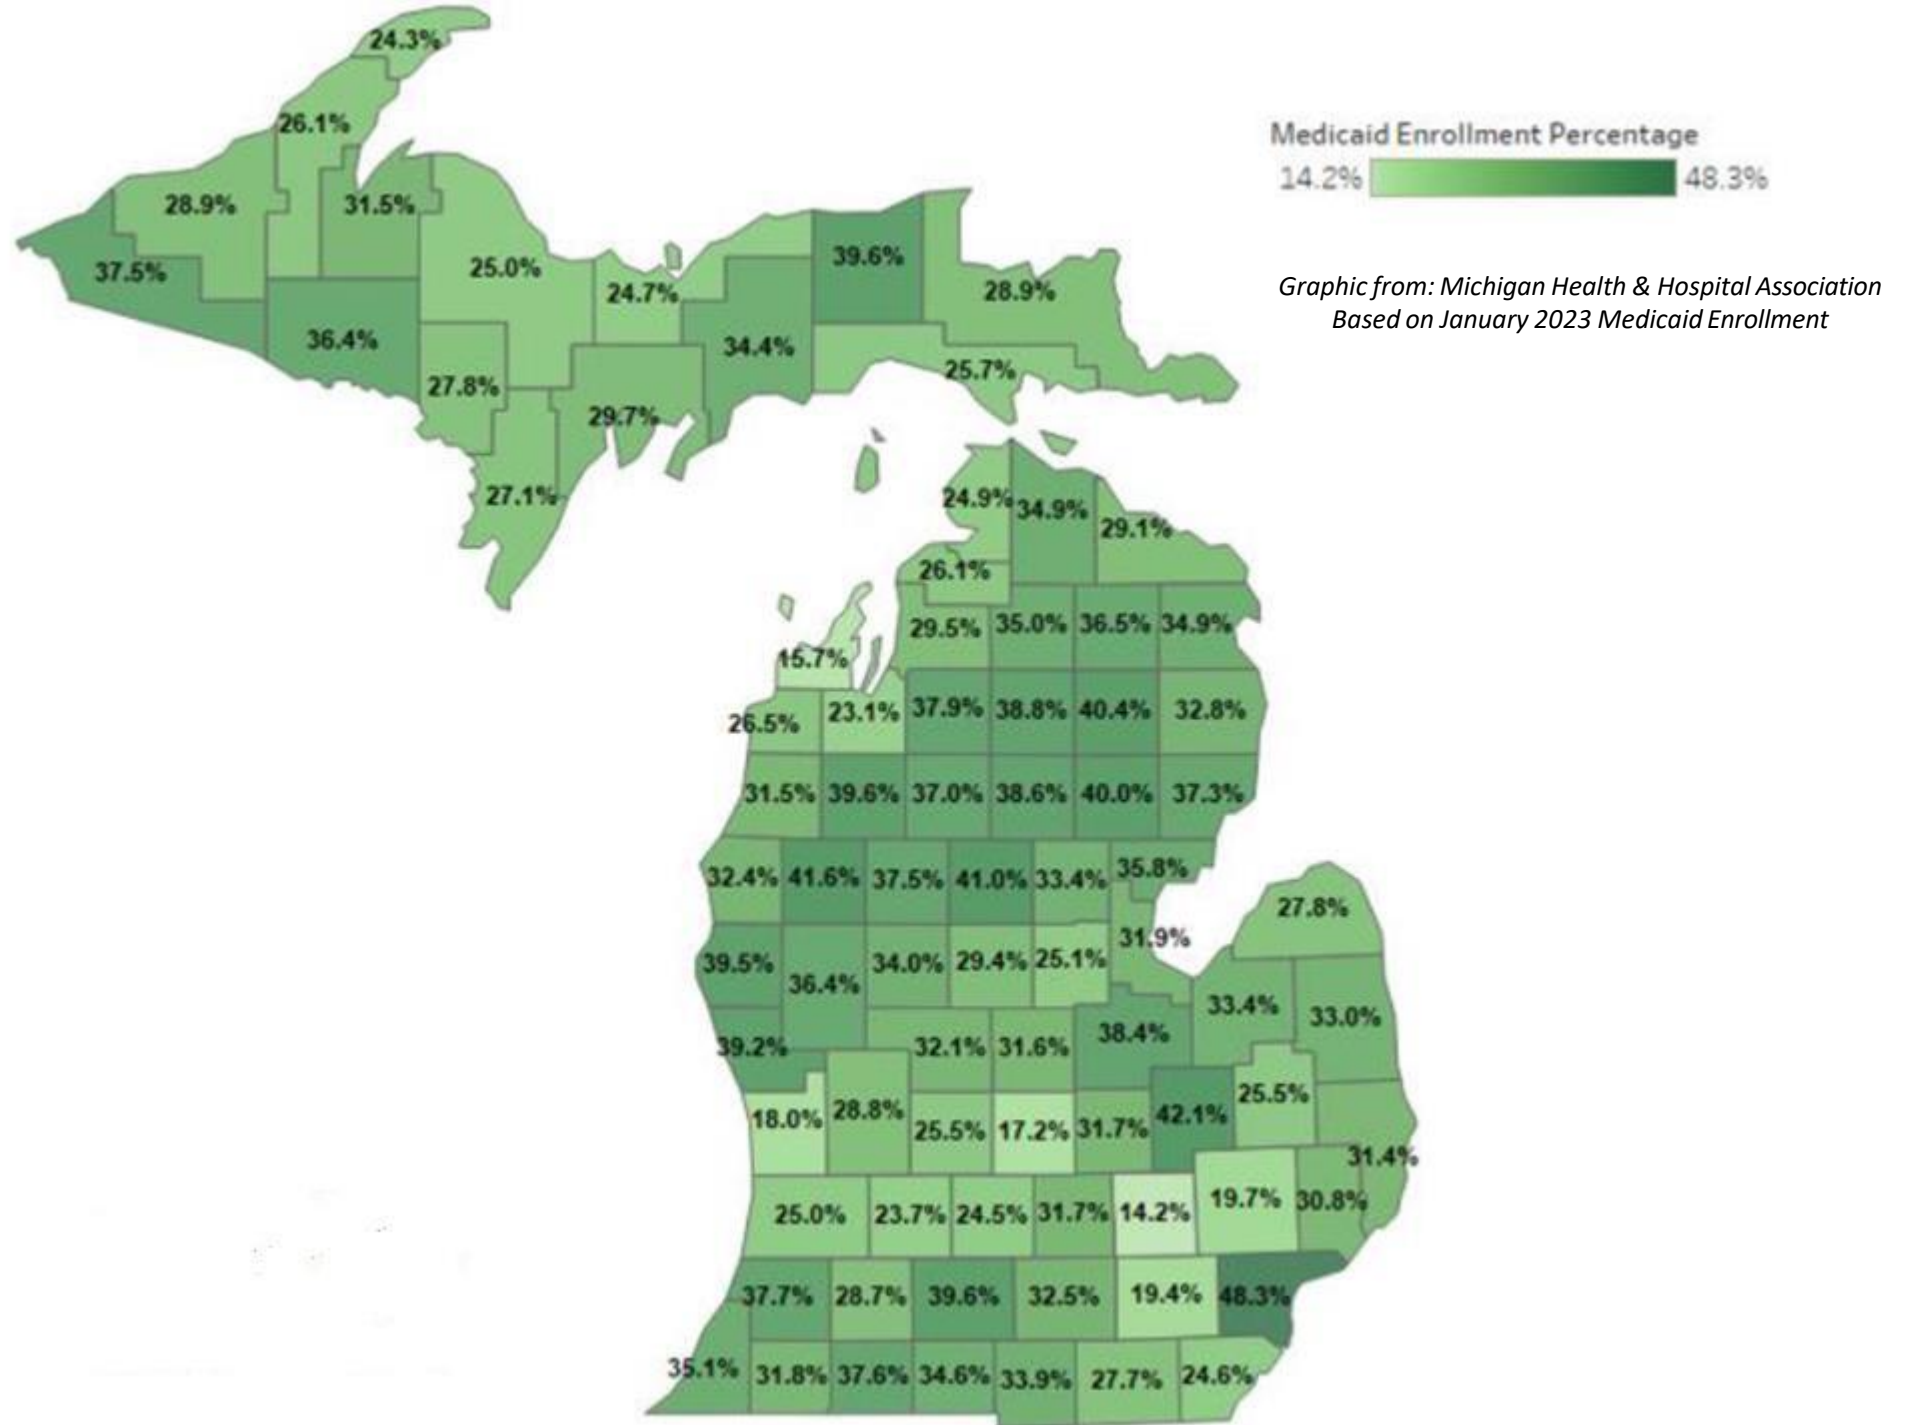 24.3%
26.1%
Medicaid Enrollment Percentage
14.2% 48.3%
28.9% 31.5%
37.5% 25.0% 24.7% 39.6% 28.9%
Graphic from: Michigan Health & Hospital Association
Based on January 2023 Medicaid Enrollment
36.4% 34.4%
27.8% 25.7%
29.7%
27.1% 24.9% 34.9% 29.1%
26.1%
29.5% 35.0% 36.5% 34.9%
15.7%
26.5% 23.1% 37.9% 38.8% 40.4% 32.8%
31.5% 39.6% 37.0% 38.6% 40.0% 37.3%
32.4% 41.6% 37.5% 41.0% 33.4% 35.8%
27.8%
31.9%
39.5% 36.4% 34.0% 29.4% 25.1%
33.4% 33.0%
39.2% 32.1% 31.6% 38.4%
18.0% 28.8% 25.5% 17.2% 31.7% 42.1% 25.5%
31.4%
25.0% 23.7% 24.5% 31.7% 14.2% 19.7% 30.8%
37.7% 28.7% 39.6% 32.5% 19.4% 48.3%
35.1% 31.8% 37.6% 34.6% 33.9% 27.7% 24.6%